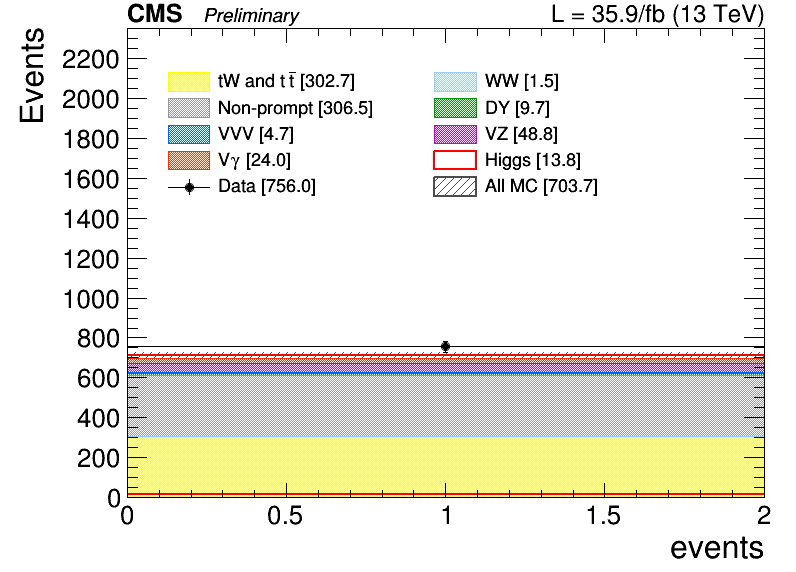 CMS Preliminary L = 35.9/fb (13 TeV)
Events
2200
2000
1800
1600
1400
1200
1000
800
600
400
200
0
tW and tt̅ [302.7]
Non-prompt [306.5]
VVV [4.7]
Vγ [24.0]
Data [756.0]
WW [1.5]
DY [9.7]
VZ [48.8]
Higgs [13.8]
All MC [703.7]
0 0.5 1 1.5 2
events